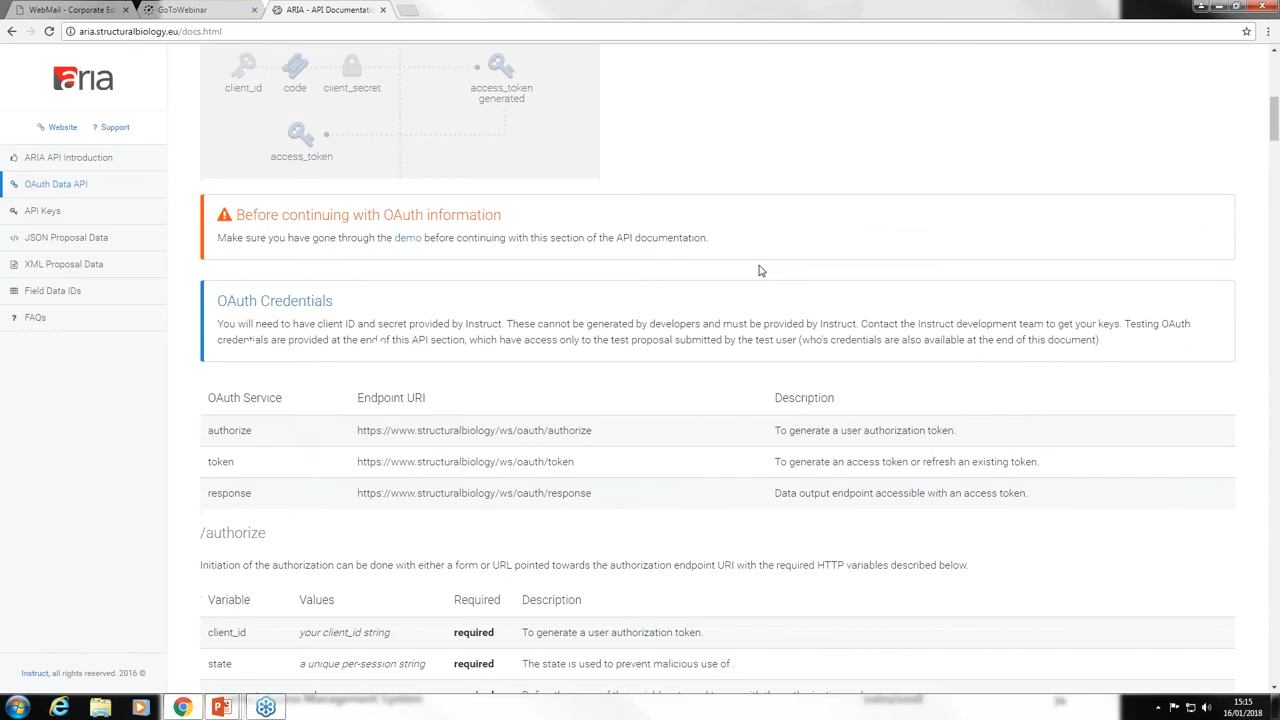 WebMail - Corporate Ed
GoToWebinar
ARIA - API Documentatio
aria.structuralbiology.eu/docs.html
aria
Website
? Support
ARIA API Introduction
OAuth Data API
API Keys
JSON Proposal Data
XML Proposal Data
Field Data IDs
? FAQs
Instruct, all rights reserved. 2016 ©
client_id
code
client_secret
access_token
generated
access_token
Before continuing with OAuth information
Make sure you have gone through the demo before continuing with this section of the API documentation.
OAuth Credentials
You will need to have client ID and secret provided by Instruct. These cannot be generated by developers and must be provided by Instruct. Contact the Instruct development team to get your keys. Testing OAuth
credentials are provided at the end of this API section, which have access only to the test proposal submitted by the test user (who's credentials are also available at the end of this document)
OAuth Service Endpoint URI Description
authorize https://www.structuralbiology/ws/oauth/authorize To generate a user authorization token.
token https://www.structuralbiology/ws/oauth/token To generate an access token or refresh an existing token.
response https://www.structuralbiology/ws/oauth/response Data output endpoint accessible with an access token.
/authorize
Initiation of the authorization can be done with either a form or URL pointed towards the authorization endpoint URI with the required HTTP variables described below.
Variable Values Required Description
client_id your client_id string required To generate a user authorization token.
state a unique per-session string required The state is used to prevent malicious use of .
15:15
16/01/2018